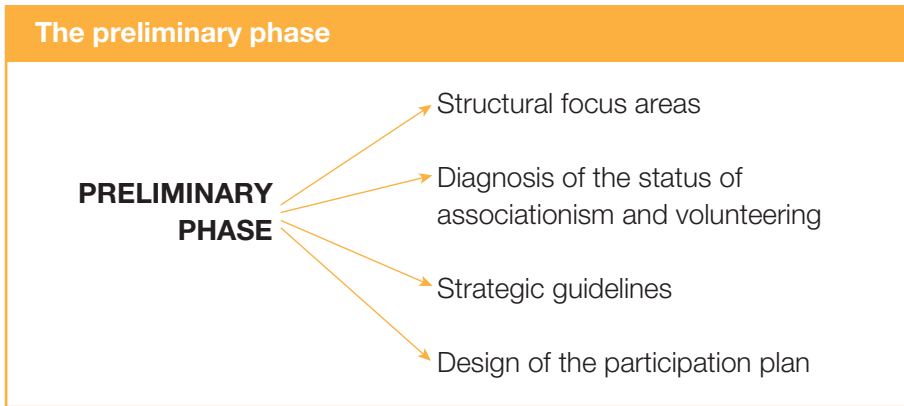 The preliminary phase
PRELIMINARY
PHASE
Structural focus areas
Diagnosis of the status of
associationism and volunteering
Strategic guidelines
Design of the participation plan